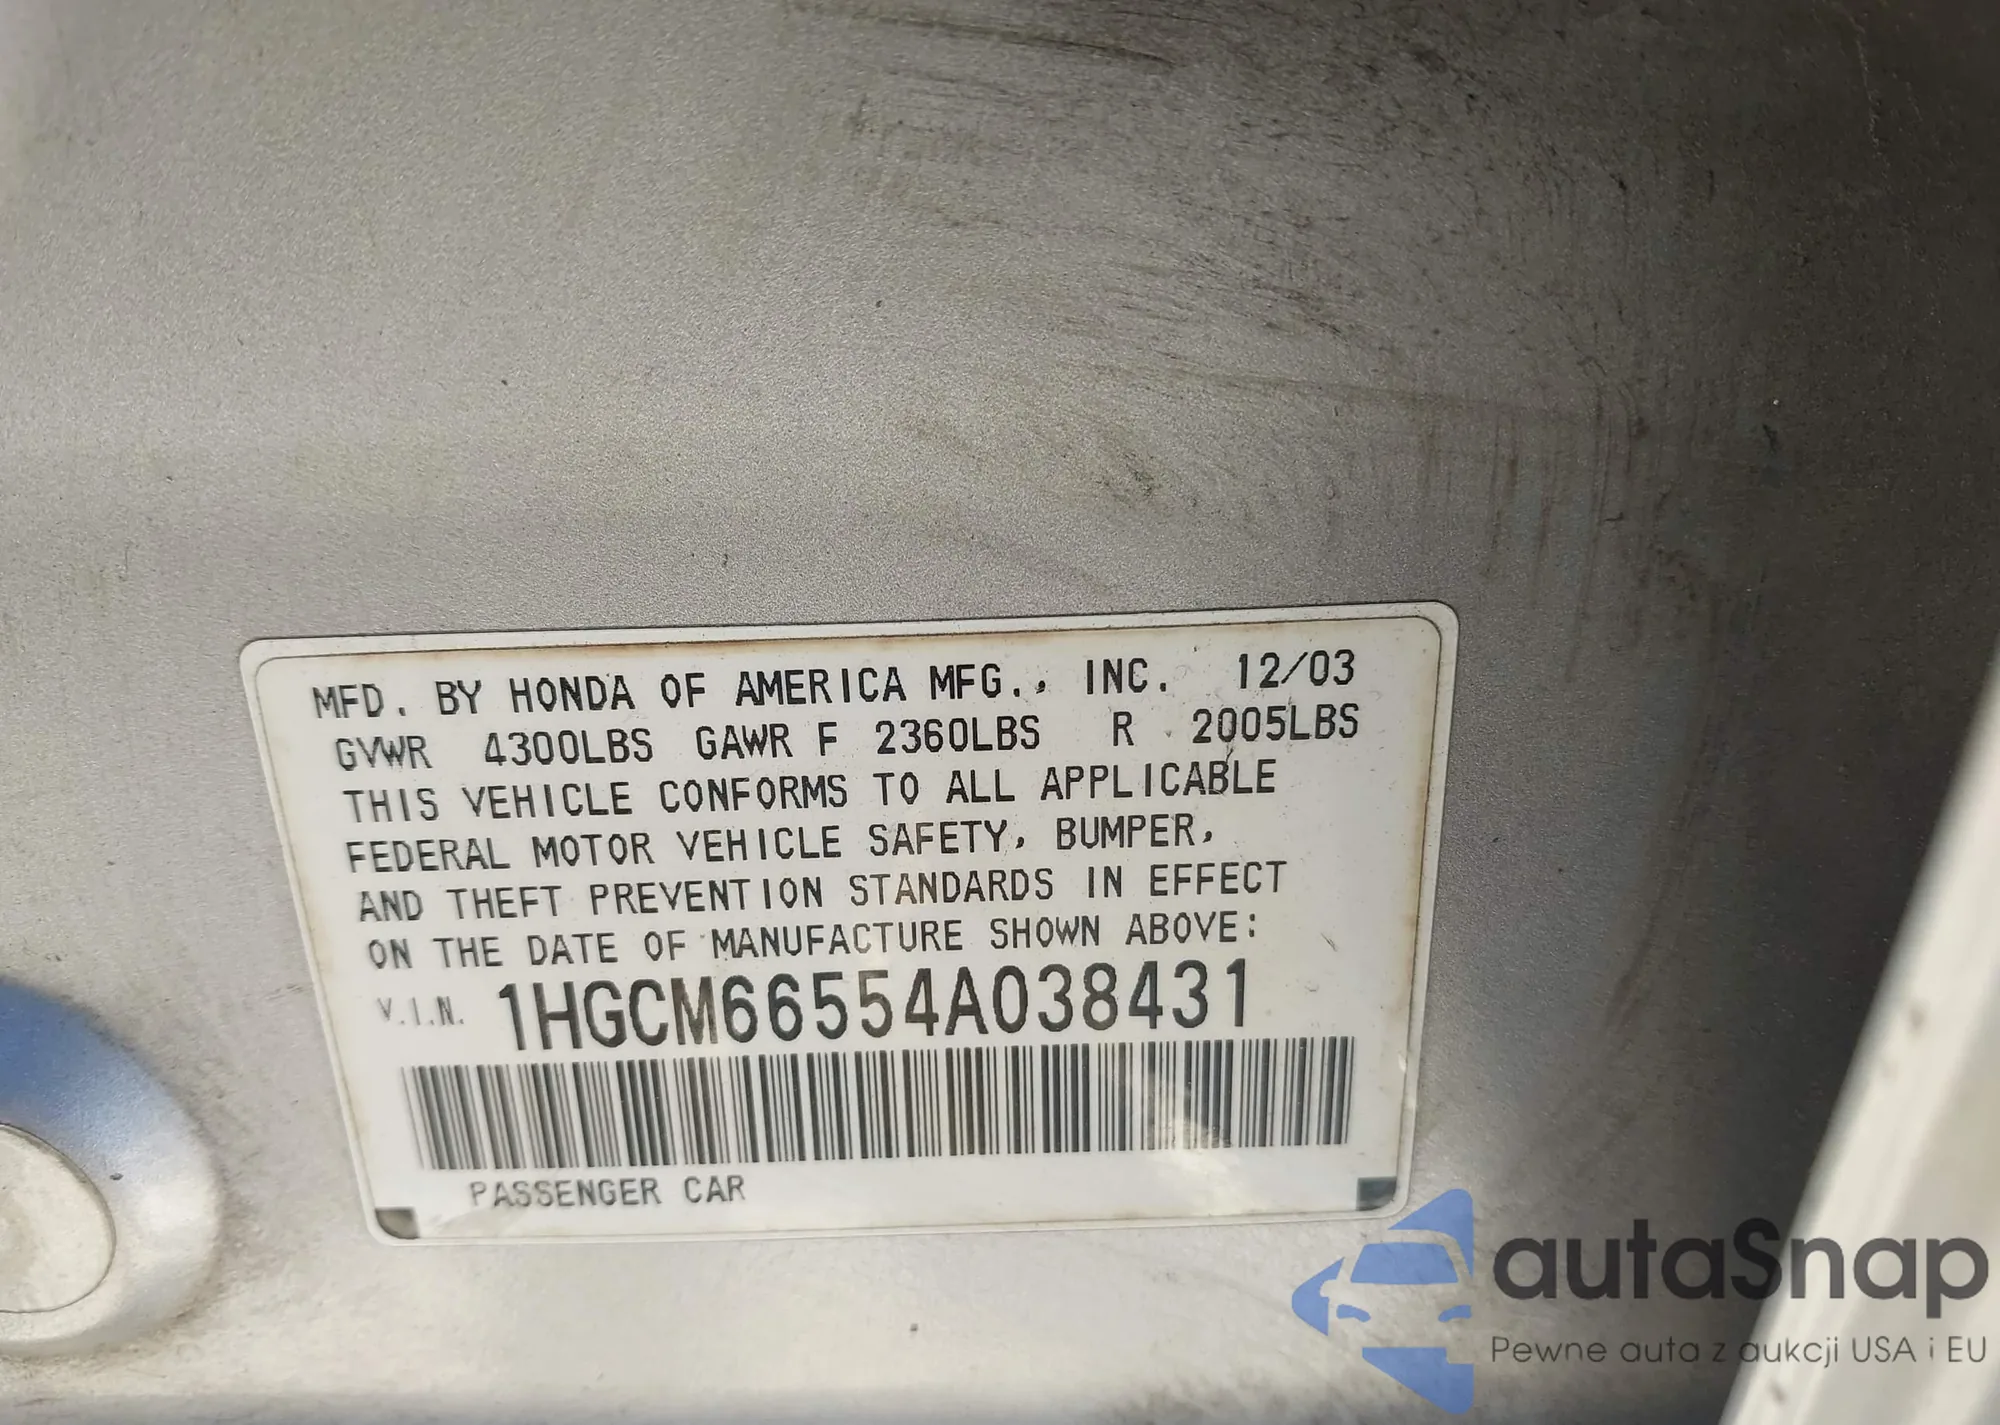 MFD. BY HONDA OF AMERICA MFG., INC. 12/03
GVWR 4300LBS GAWR F 2360LBS R 2005LBS
THIS VEHICLE CONFORMS TO ALL APPLICABLE
FEDERAL MOTOR VEHICLE SAFETY, BUMPER,
AND THEFT PREVENTION STANDARDS IN EFFECT
ON THE DATE OF MANUFACTURE SHOWN ABOVE:
V.I.N. 1HGCM66554A038431
PASSENGER CAR
autaSnap
Pewne auta z aukcji USA i EU